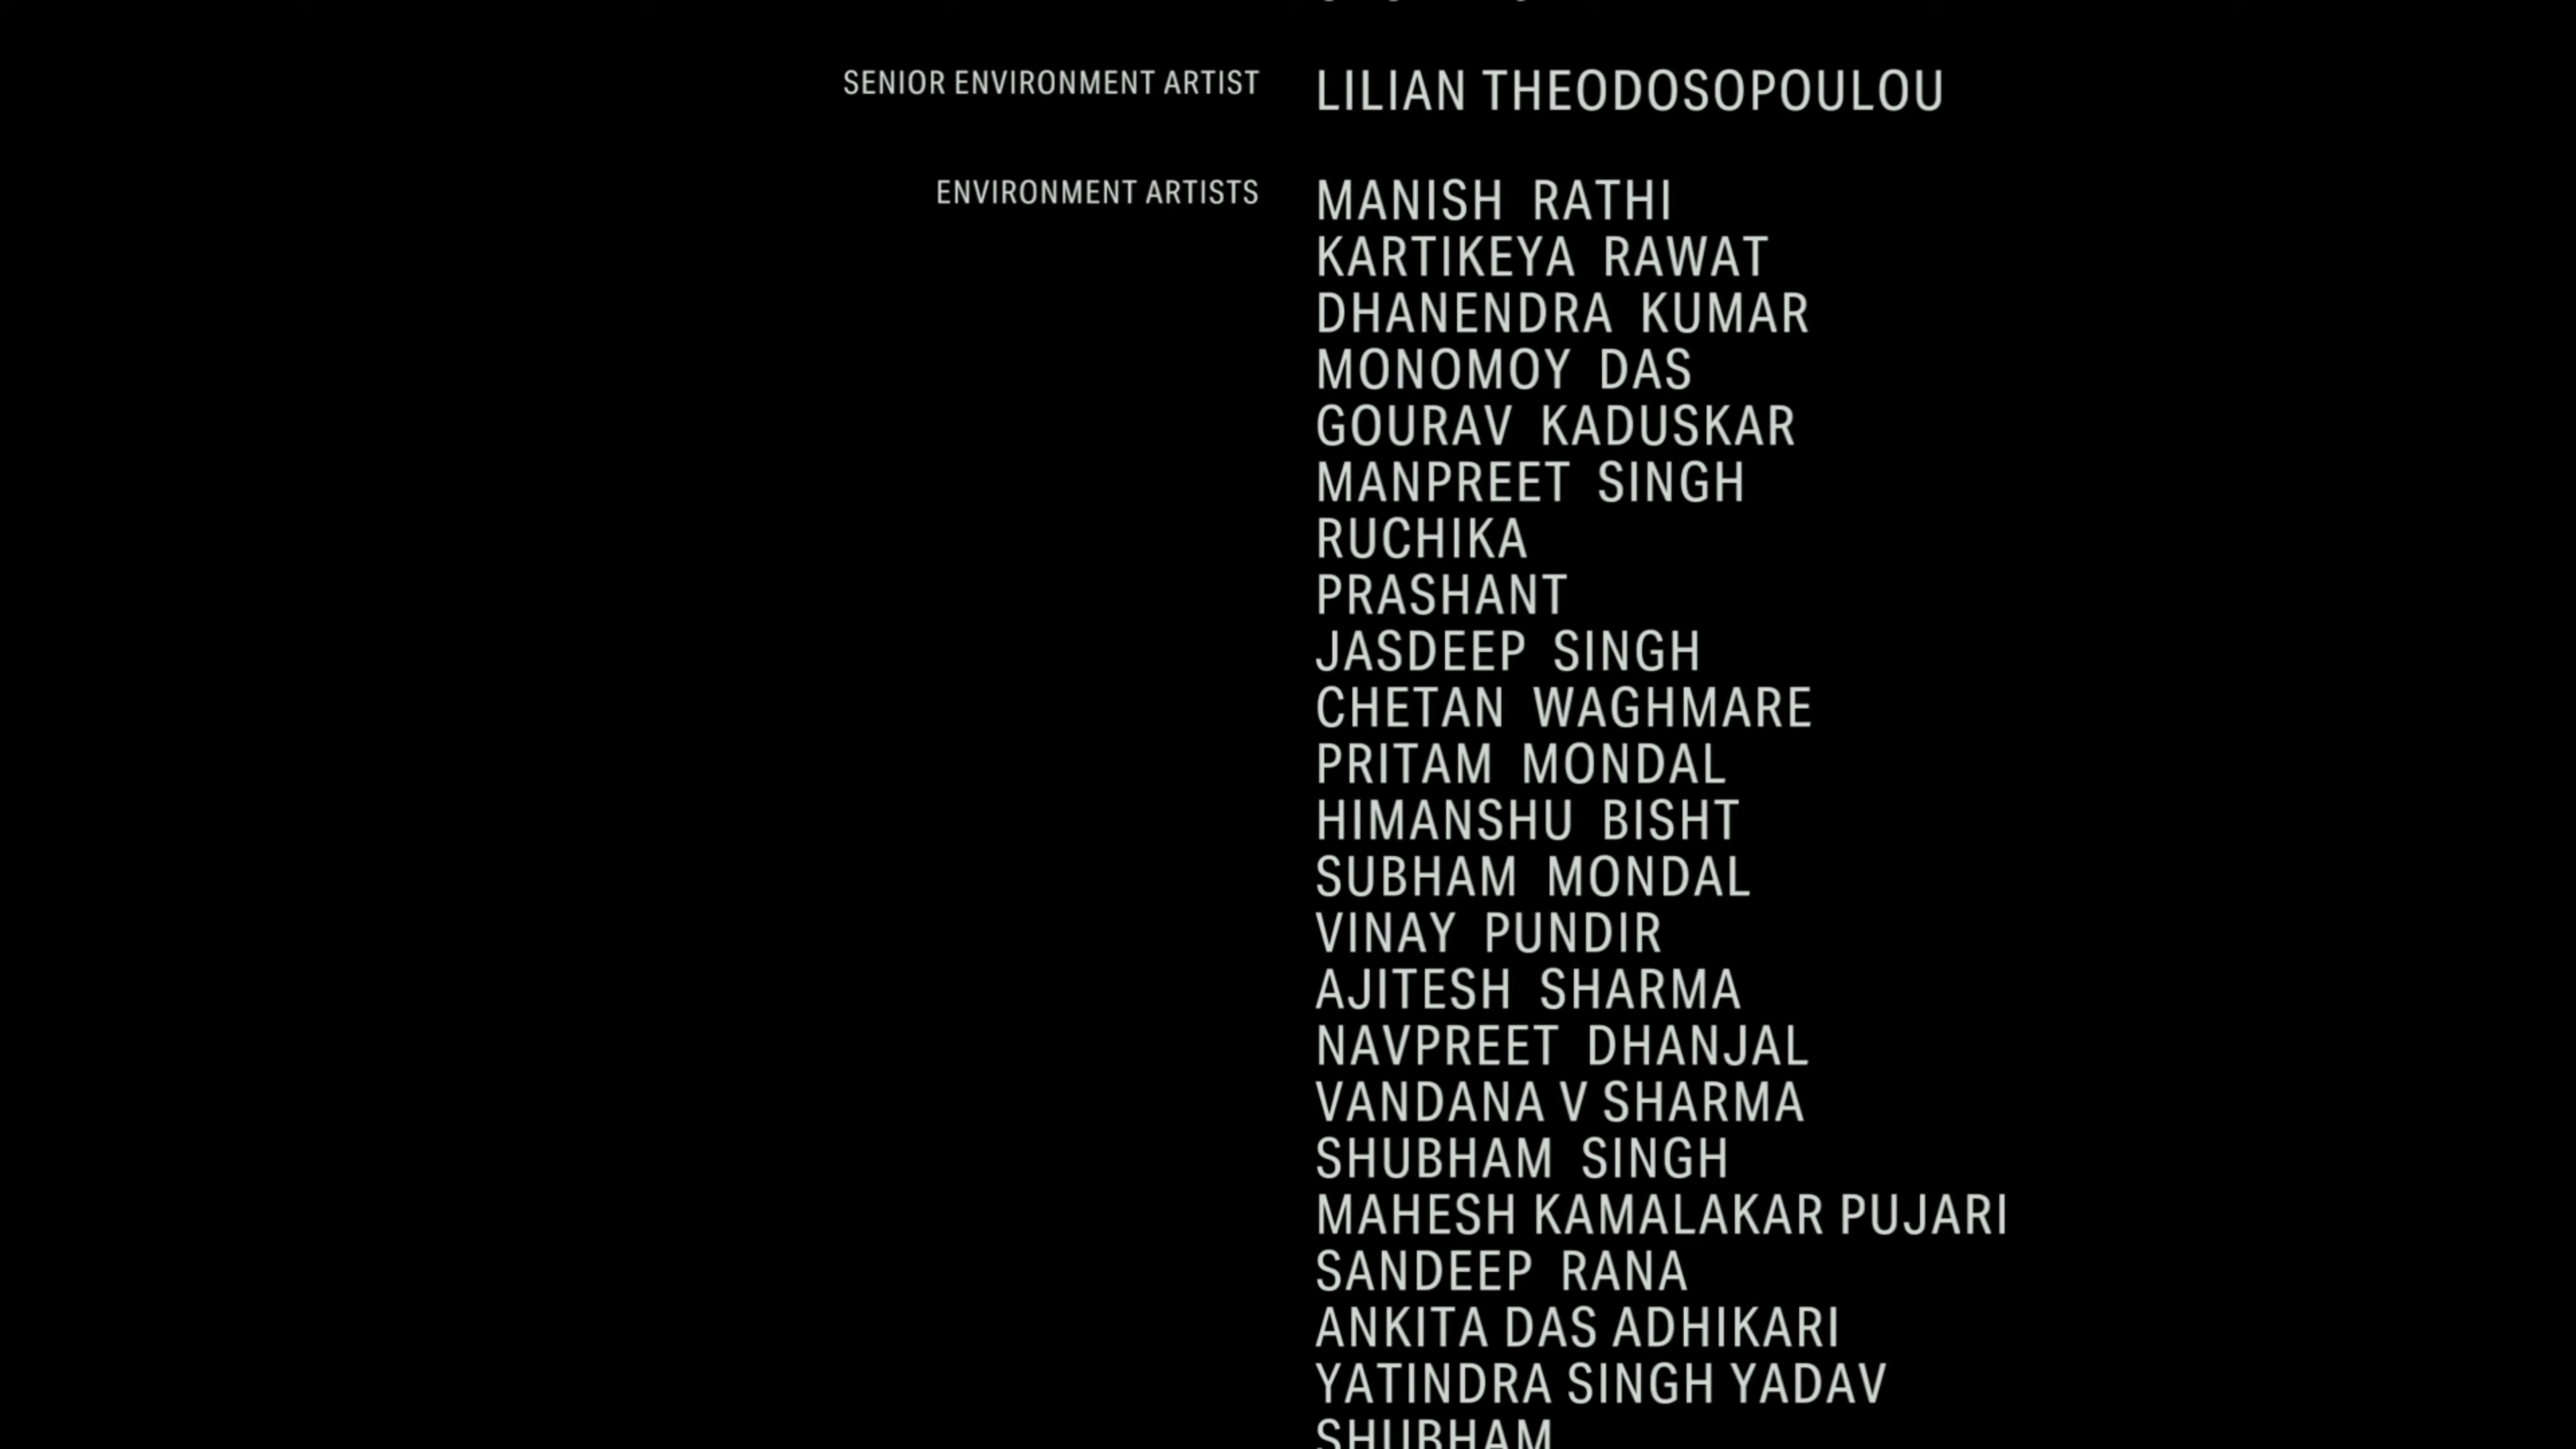 SENIOR ENVIRONMENT ARTIST LILIAN THEODOSOPOULOU
ENVIRONMENT ARTISTS MANISH RATHI
KARTIKEYA RAWAT
DHANENDRA KUMAR
MONOMOY DAS
GOURAV KADUSKAR
MANPREET SINGH
RUCHIKA
PRASHANT
JASDEEP SINGH
CHETAN WAGHMARE
PRITAM MONDAL
HIMANSHU BISHT
SUBHAM MONDAL
VINAY PUNDIR
AJITESH SHARMA
NAVPREET DHANJAL
VANDANA V SHARMA
SHUBHAM SINGH
MAHESH KAMALAKAR PUJARI
SANDEEP RANA
ANKITA DAS ADHIKARI
YATINDRA SINGH YADAV
SHUBHAM